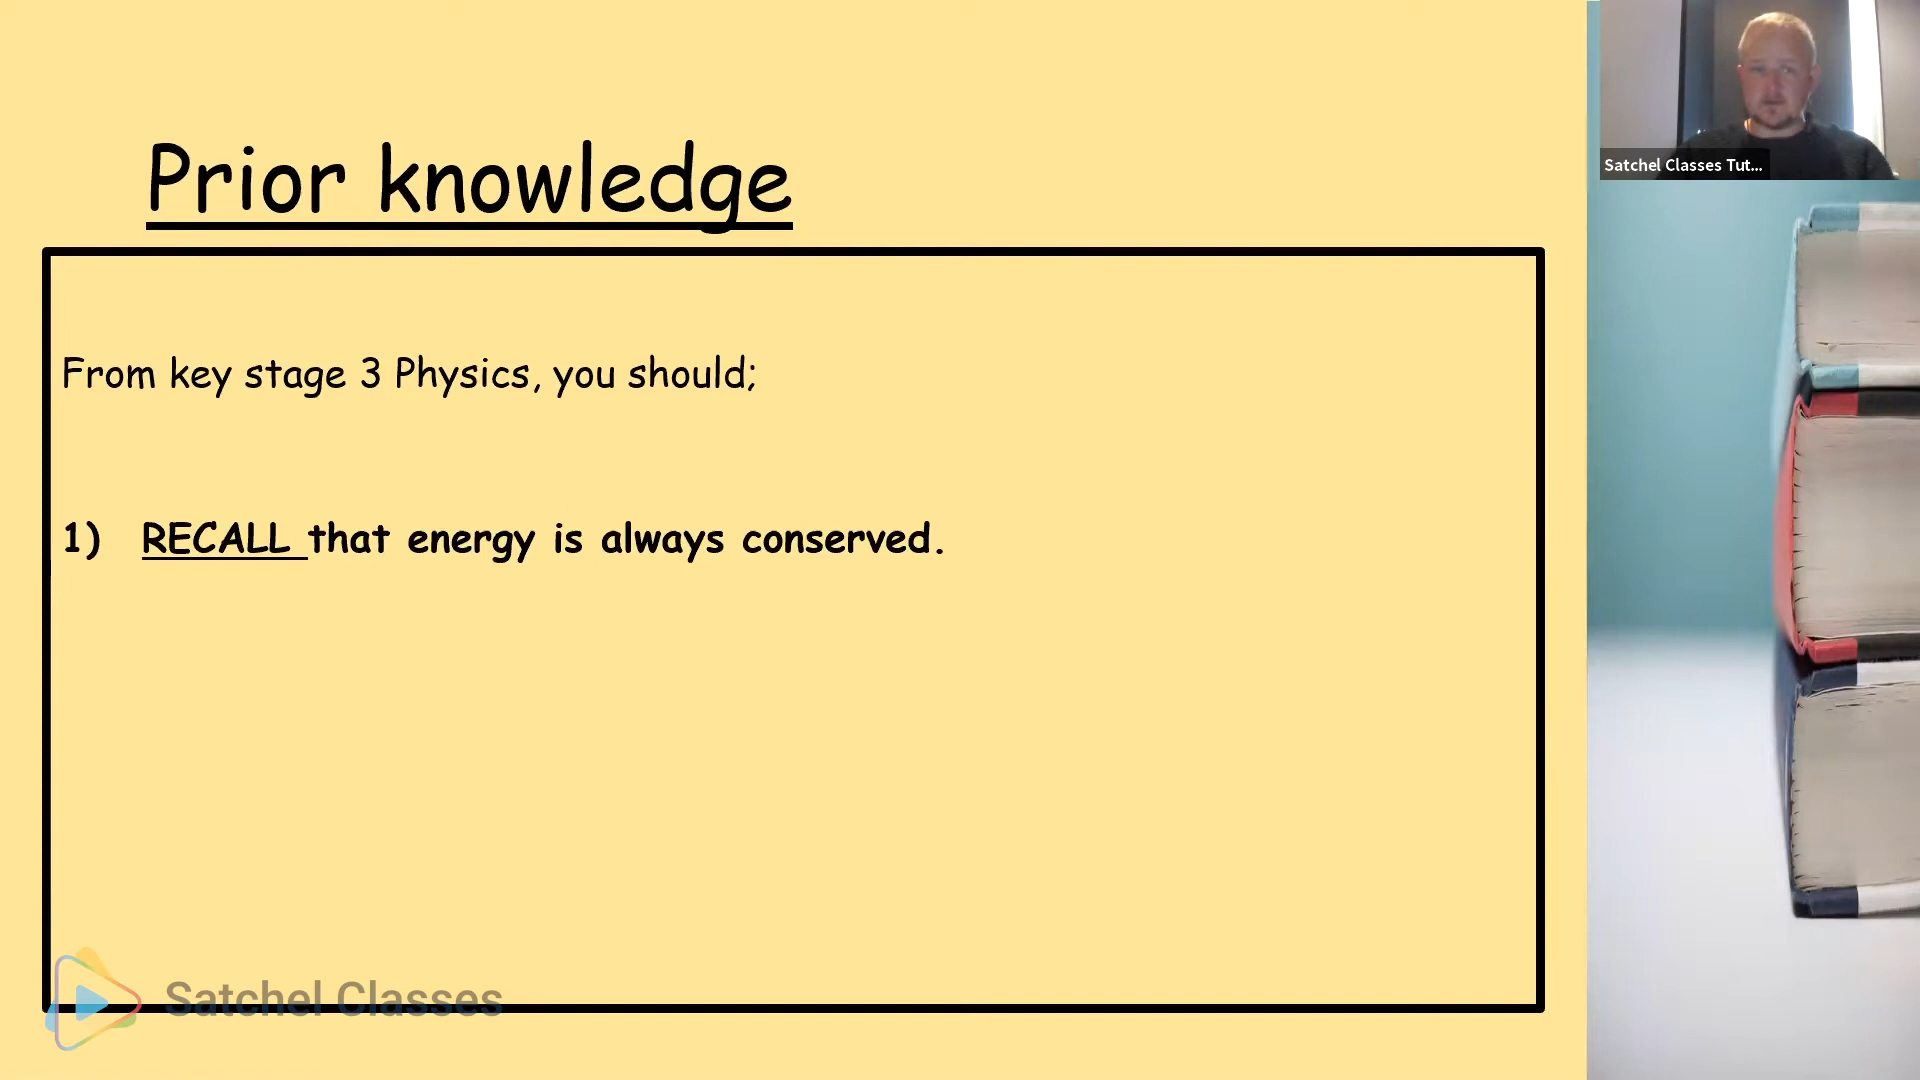 Prior knowledge
From key stage 3 Physics, you should;
1) RECALL that energy is always conserved.
Satchel Classes
Satchel Classes Tut...